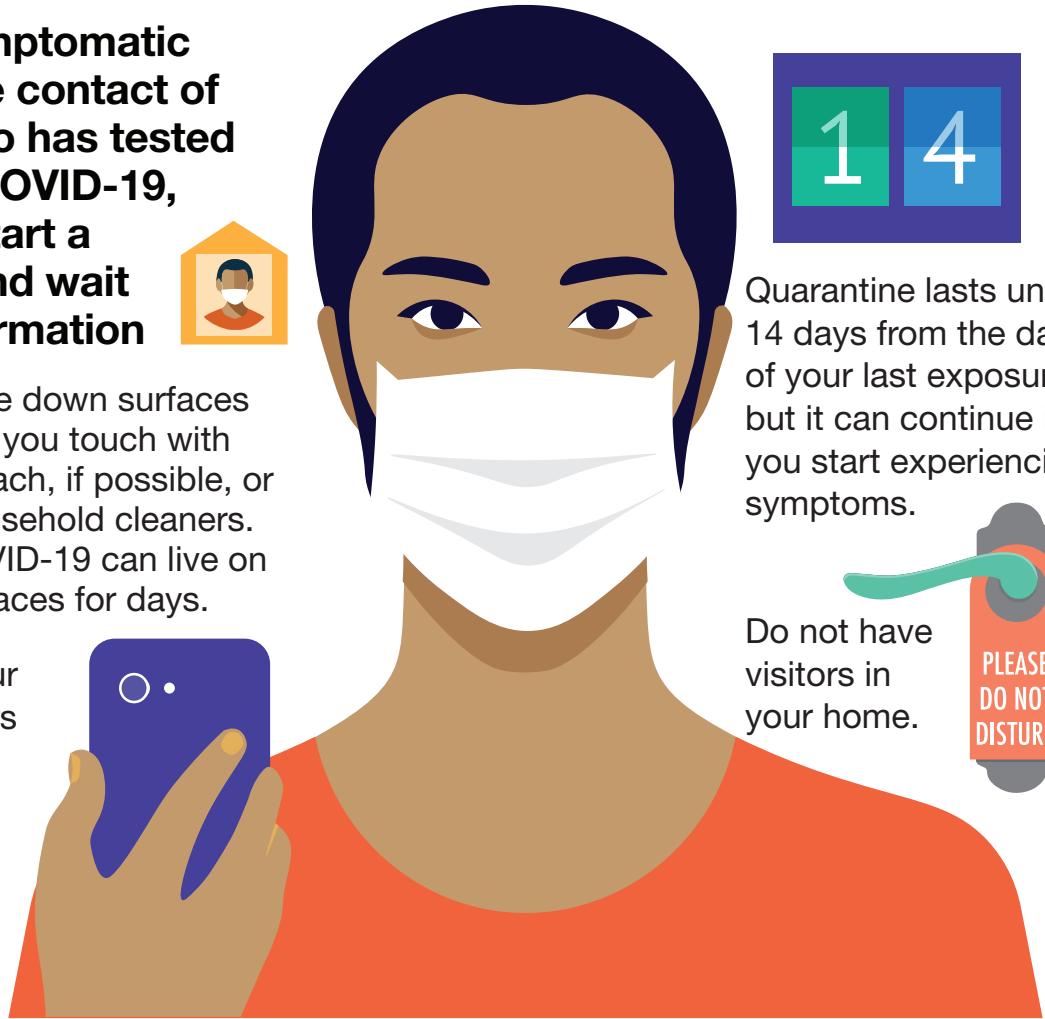 mptomatic
contact of
has tested
OVID-19,
tart a
nd wait
rmation
e down surfaces
you touch with
ach, if possible, or
sehold cleaners.
VID-19 can live on
aces for days.
ur
rs
14
Quarantine lasts un
14 days from the da
of your last exposur
but it can continue
you start experienci
symptoms.
Do not have
visitors in
your home.
PLEASE
DO NOT
DISTUR